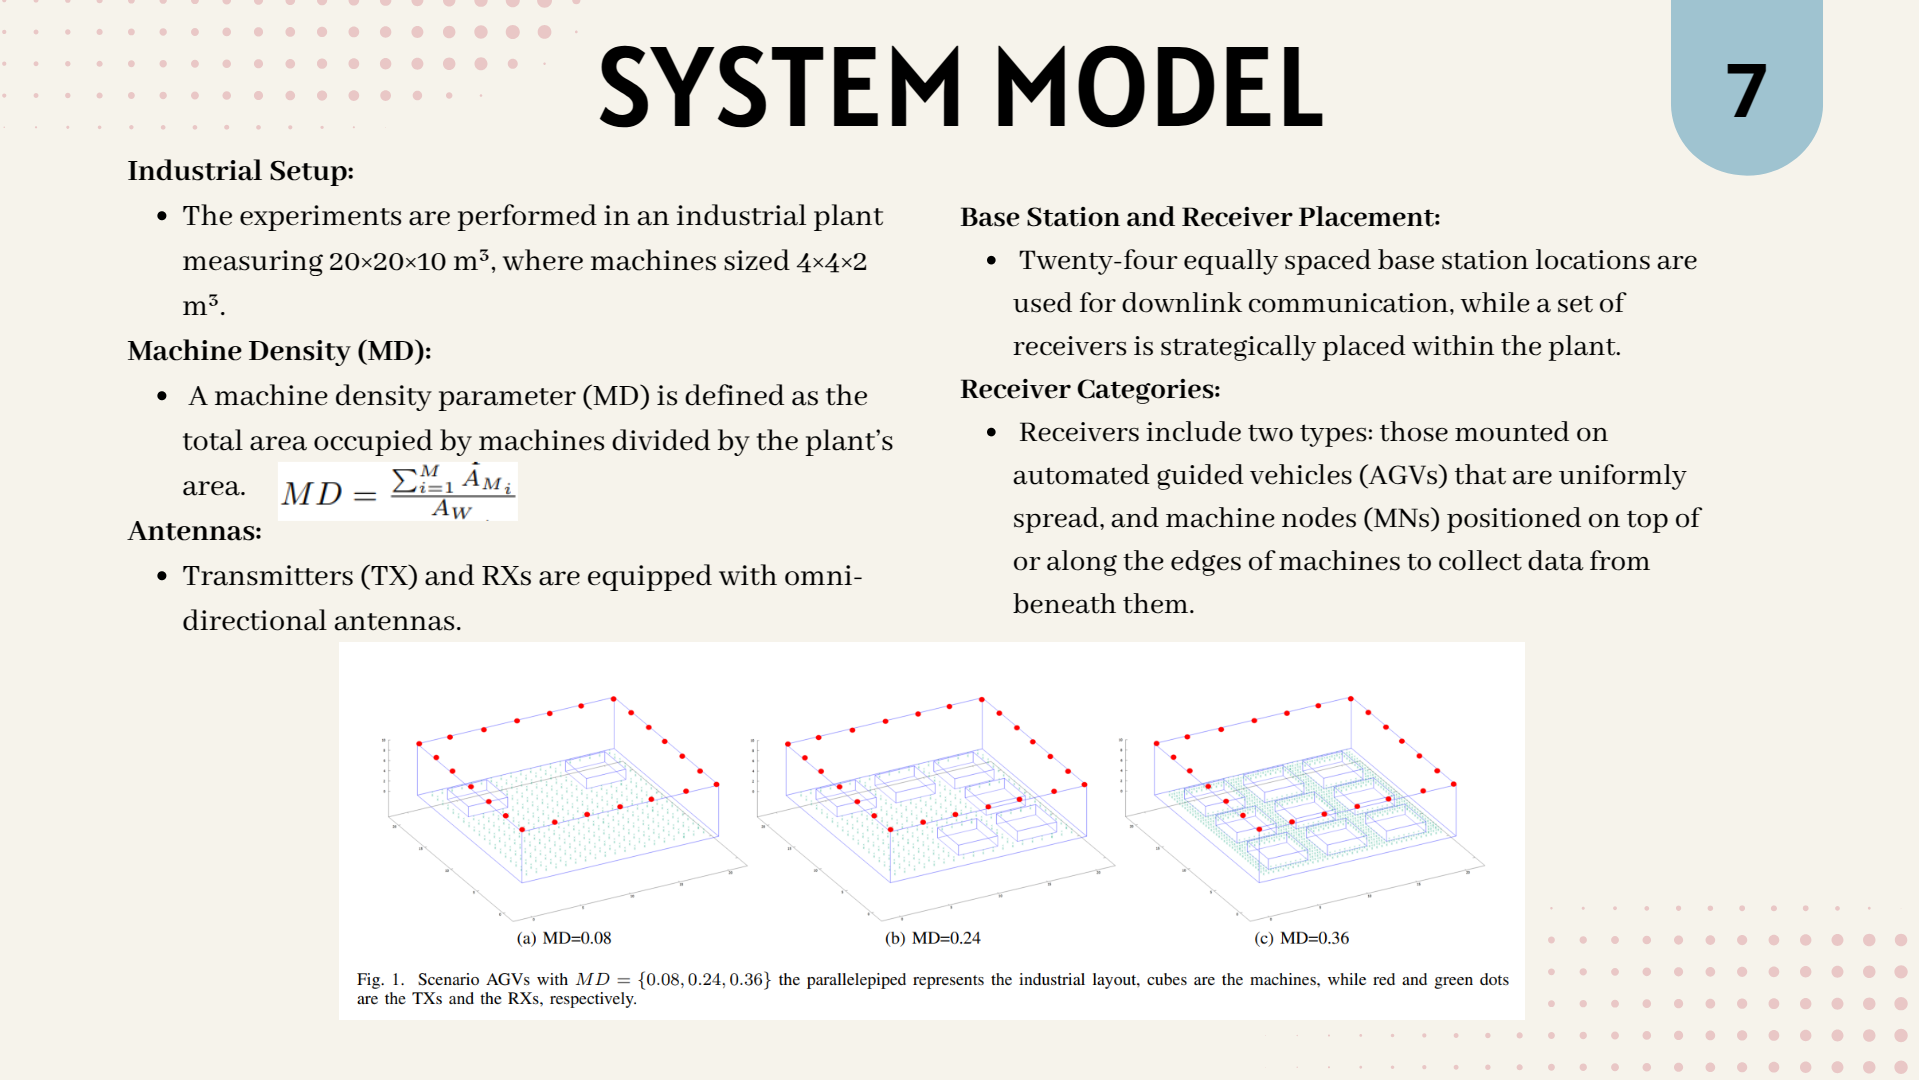 SYSTEM MODEL
7
Industrial Setup:
• The experiments are performed in an industrial plant
measuring 20×20×10 m³, where machines sized 4×4×2
m³.
Machine Density (MD):
• A machine density parameter (MD) is defined as the
total area occupied by machines divided by the plant's
area. MD = \frac{\sum_{i=1}^{M} \hat{A}_{M_i}}{A_W}
Antennas:
• Transmitters (TX) and RXs are equipped with omni-
directional antennas.
Base Station and Receiver Placement:
• Twenty-four equally spaced base station locations are
used for downlink communication, while a set of
receivers is strategically placed within the plant.
Receiver Categories:
• Receivers include two types: those mounted on
automated guided vehicles (AGVs) that are uniformly
spread, and machine nodes (MNs) positioned on top of
or along the edges of machines to collect data from
beneath them.
(a) MD=0.08
(b) MD=0.24
(c) MD=0.36
Fig. 1. Scenario AGVs with MD = {0.08, 0.24, 0.36} the parallelepiped represents the industrial layout, cubes are the machines, while red and green dots
are the TXs and the RXs, respectively.